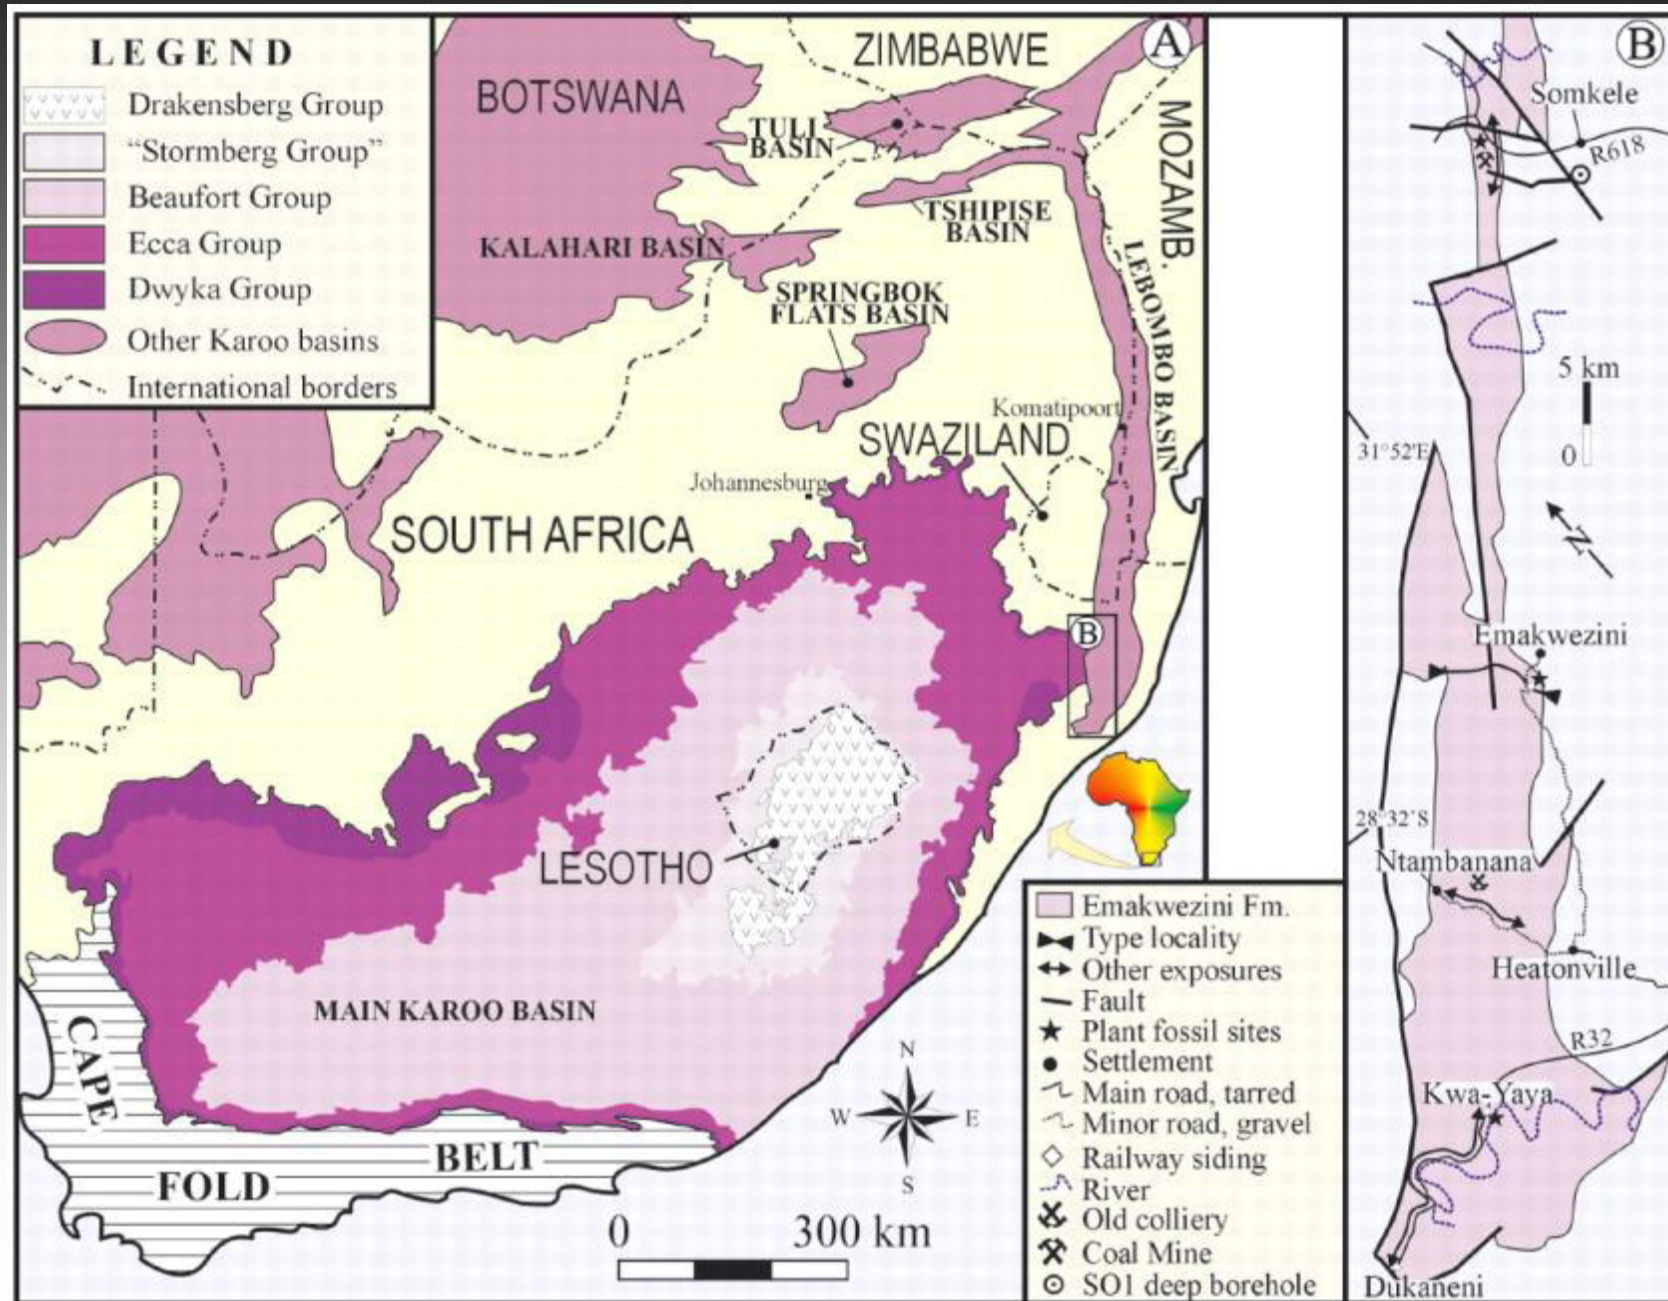 LEGEND
Drakensberg Group
“Stormberg Group”
Beaufort Group
Ecca Group
Dwyka Group
Other Karoo basins
International borders
A
ZIMBABWE
BOTSWANA
MOZAMB.
TULI
BASIN
TSHIPISE
BASIN
KALAHARI BASIN
LEBOMBO BASIN
SPRINGBOK
FLATS BASIN
Komatipoort
SWAZILAND
Johannesburg
SOUTH AFRICA
B
LESOTHO
MAIN KAROO BASIN
CAPE
FOLD
BELT
N
W
E
S
0
300 km
Emakwezini Fm.
Type locality
Other exposures
Fault
Plant fossil sites
Settlement
Main road, tarred
Minor road, gravel
Railway siding
River
Old colliery
Coal Mine
SO1 deep borehole
B
Somkele
R618
5 km
0
31°52'E
N
Emakwezini
28°32'S
Ntambanana
Heatonville
R32
Kwa-Yaya
Dukaneni